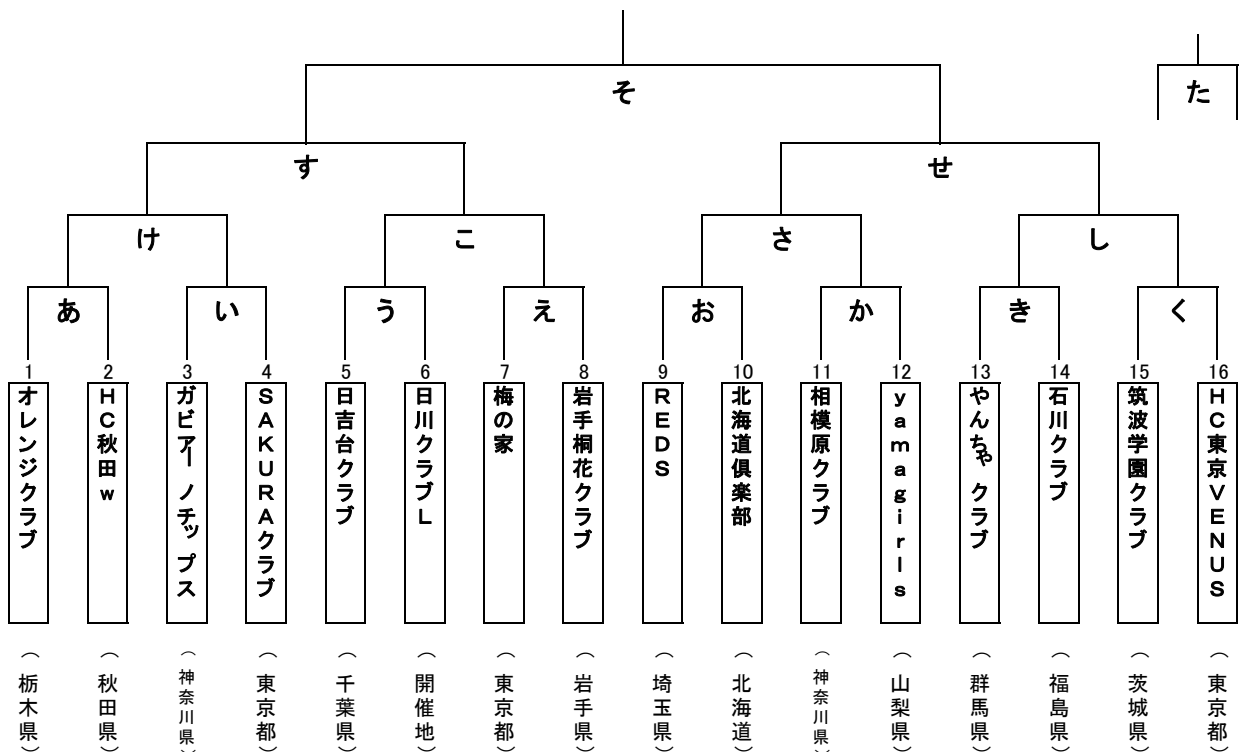 そ
た
す
せ
け
こ
さ
し
あ
い
う
え
お
か
き
く
1
2
3
4
5
6
7
8
9
10
11
12
13
14
15
16
オレンジクラブ
HC秋田w
ガビアーノチップス
SAKURAクラブ
日吉台クラブ
日川クラブL
梅の家
岩手桐花クラブ
REDS
北海道倶楽部
相模原クラブ
yamagirls
やんちゃクラブ
石川クラブ
筑波学園クラブ
HC東京VENUS
(栃木県)
(秋田県)
(神奈川県)
(東京都)
(千葉県)
(開催地)
(東京都)
(岩手県)
(埼玉県)
(北海道)
(神奈川県)
(山梨県)
(群馬県)
(福島県)
(茨城県)
(東京都)